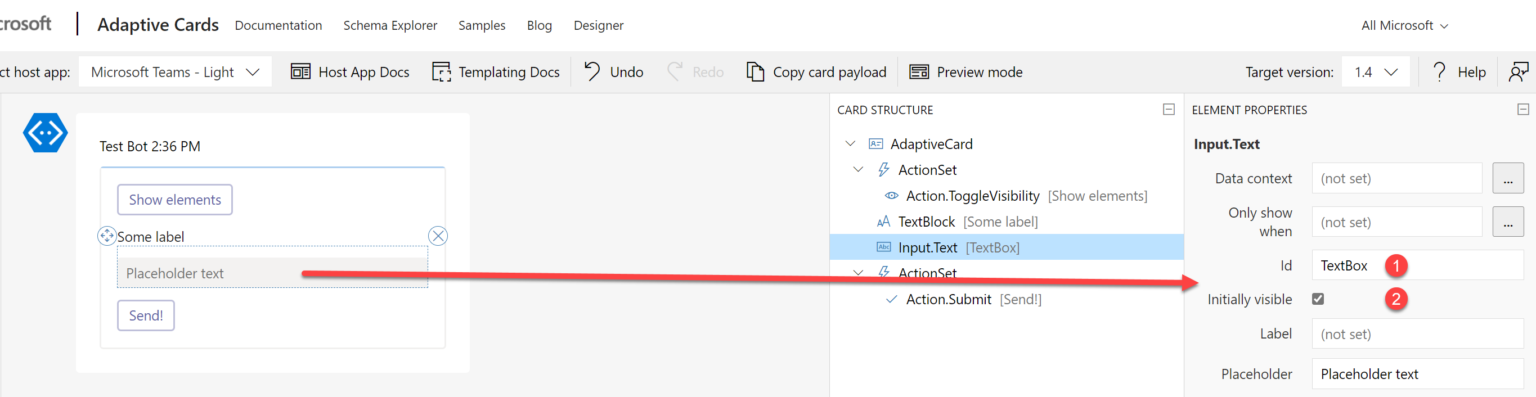 crosoft Adaptive Cards Documentation Schema Explorer Samples Blog Designer All Microsoft
ct host app: Microsoft Teams - Light Host App Docs Templating Docs Undo Redo Copy card payload Preview mode Target version: 1.4 Help
Test Bot 2:36 PM
Show elements
Some label
Placeholder text
Send!
CARD STRUCTURE
AdaptiveCard
ActionSet
Action.ToggleVisibility [Show elements]
TextBlock [Some label]
Input.Text [TextBox]
ActionSet
Action.Submit [Send!]
ELEMENT PROPERTIES
Input.Text
Data context (not set) ...
Only show
when (not set) ...
Id TextBox 1
Initially visible 2
Label (not set)
Placeholder Placeholder text